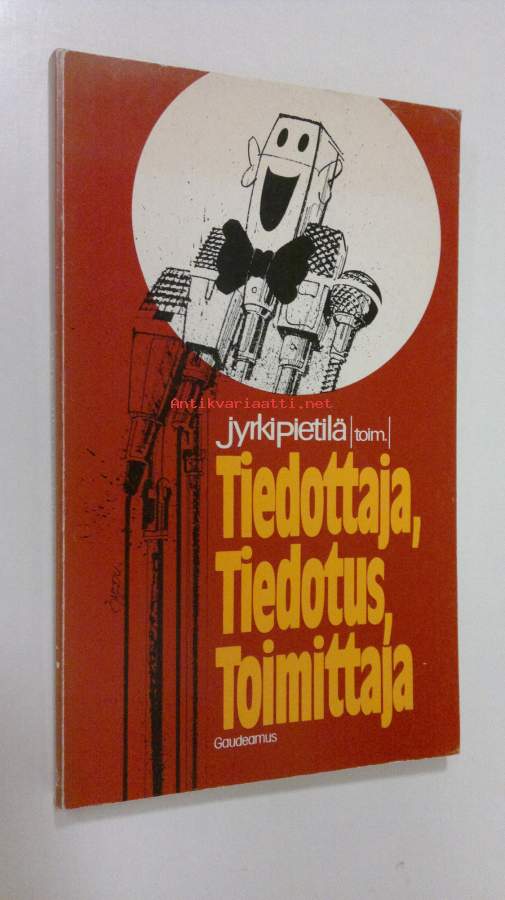 Antikvariaatti.net
jyrkipietilä |toim.|
Tiedottaja,
Tiedotus,
Toimittaja
Gaudeamus